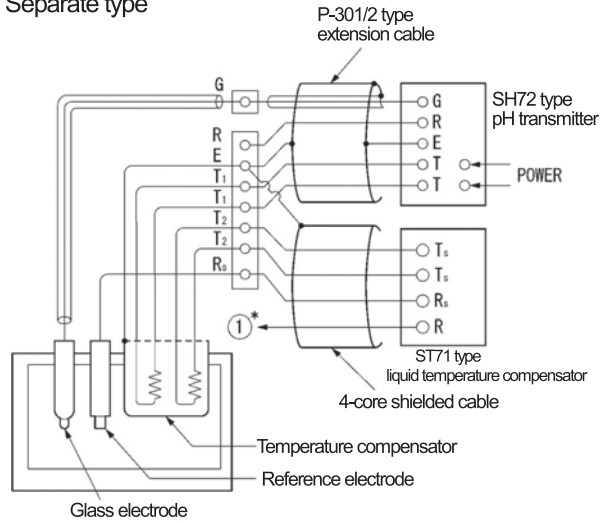 Separate type
P-301/2 type
extension cable
G
G
SH72 type
pH transmitter
R
R
E
E
T₁
T
POWER
T₁
T
T₂
T₂
Rs
Ts
Ts
Rs
①*
R
ST71 type
liquid temperature compensator
4-core shielded cable
Temperature compensator
Reference electrode
Glass electrode